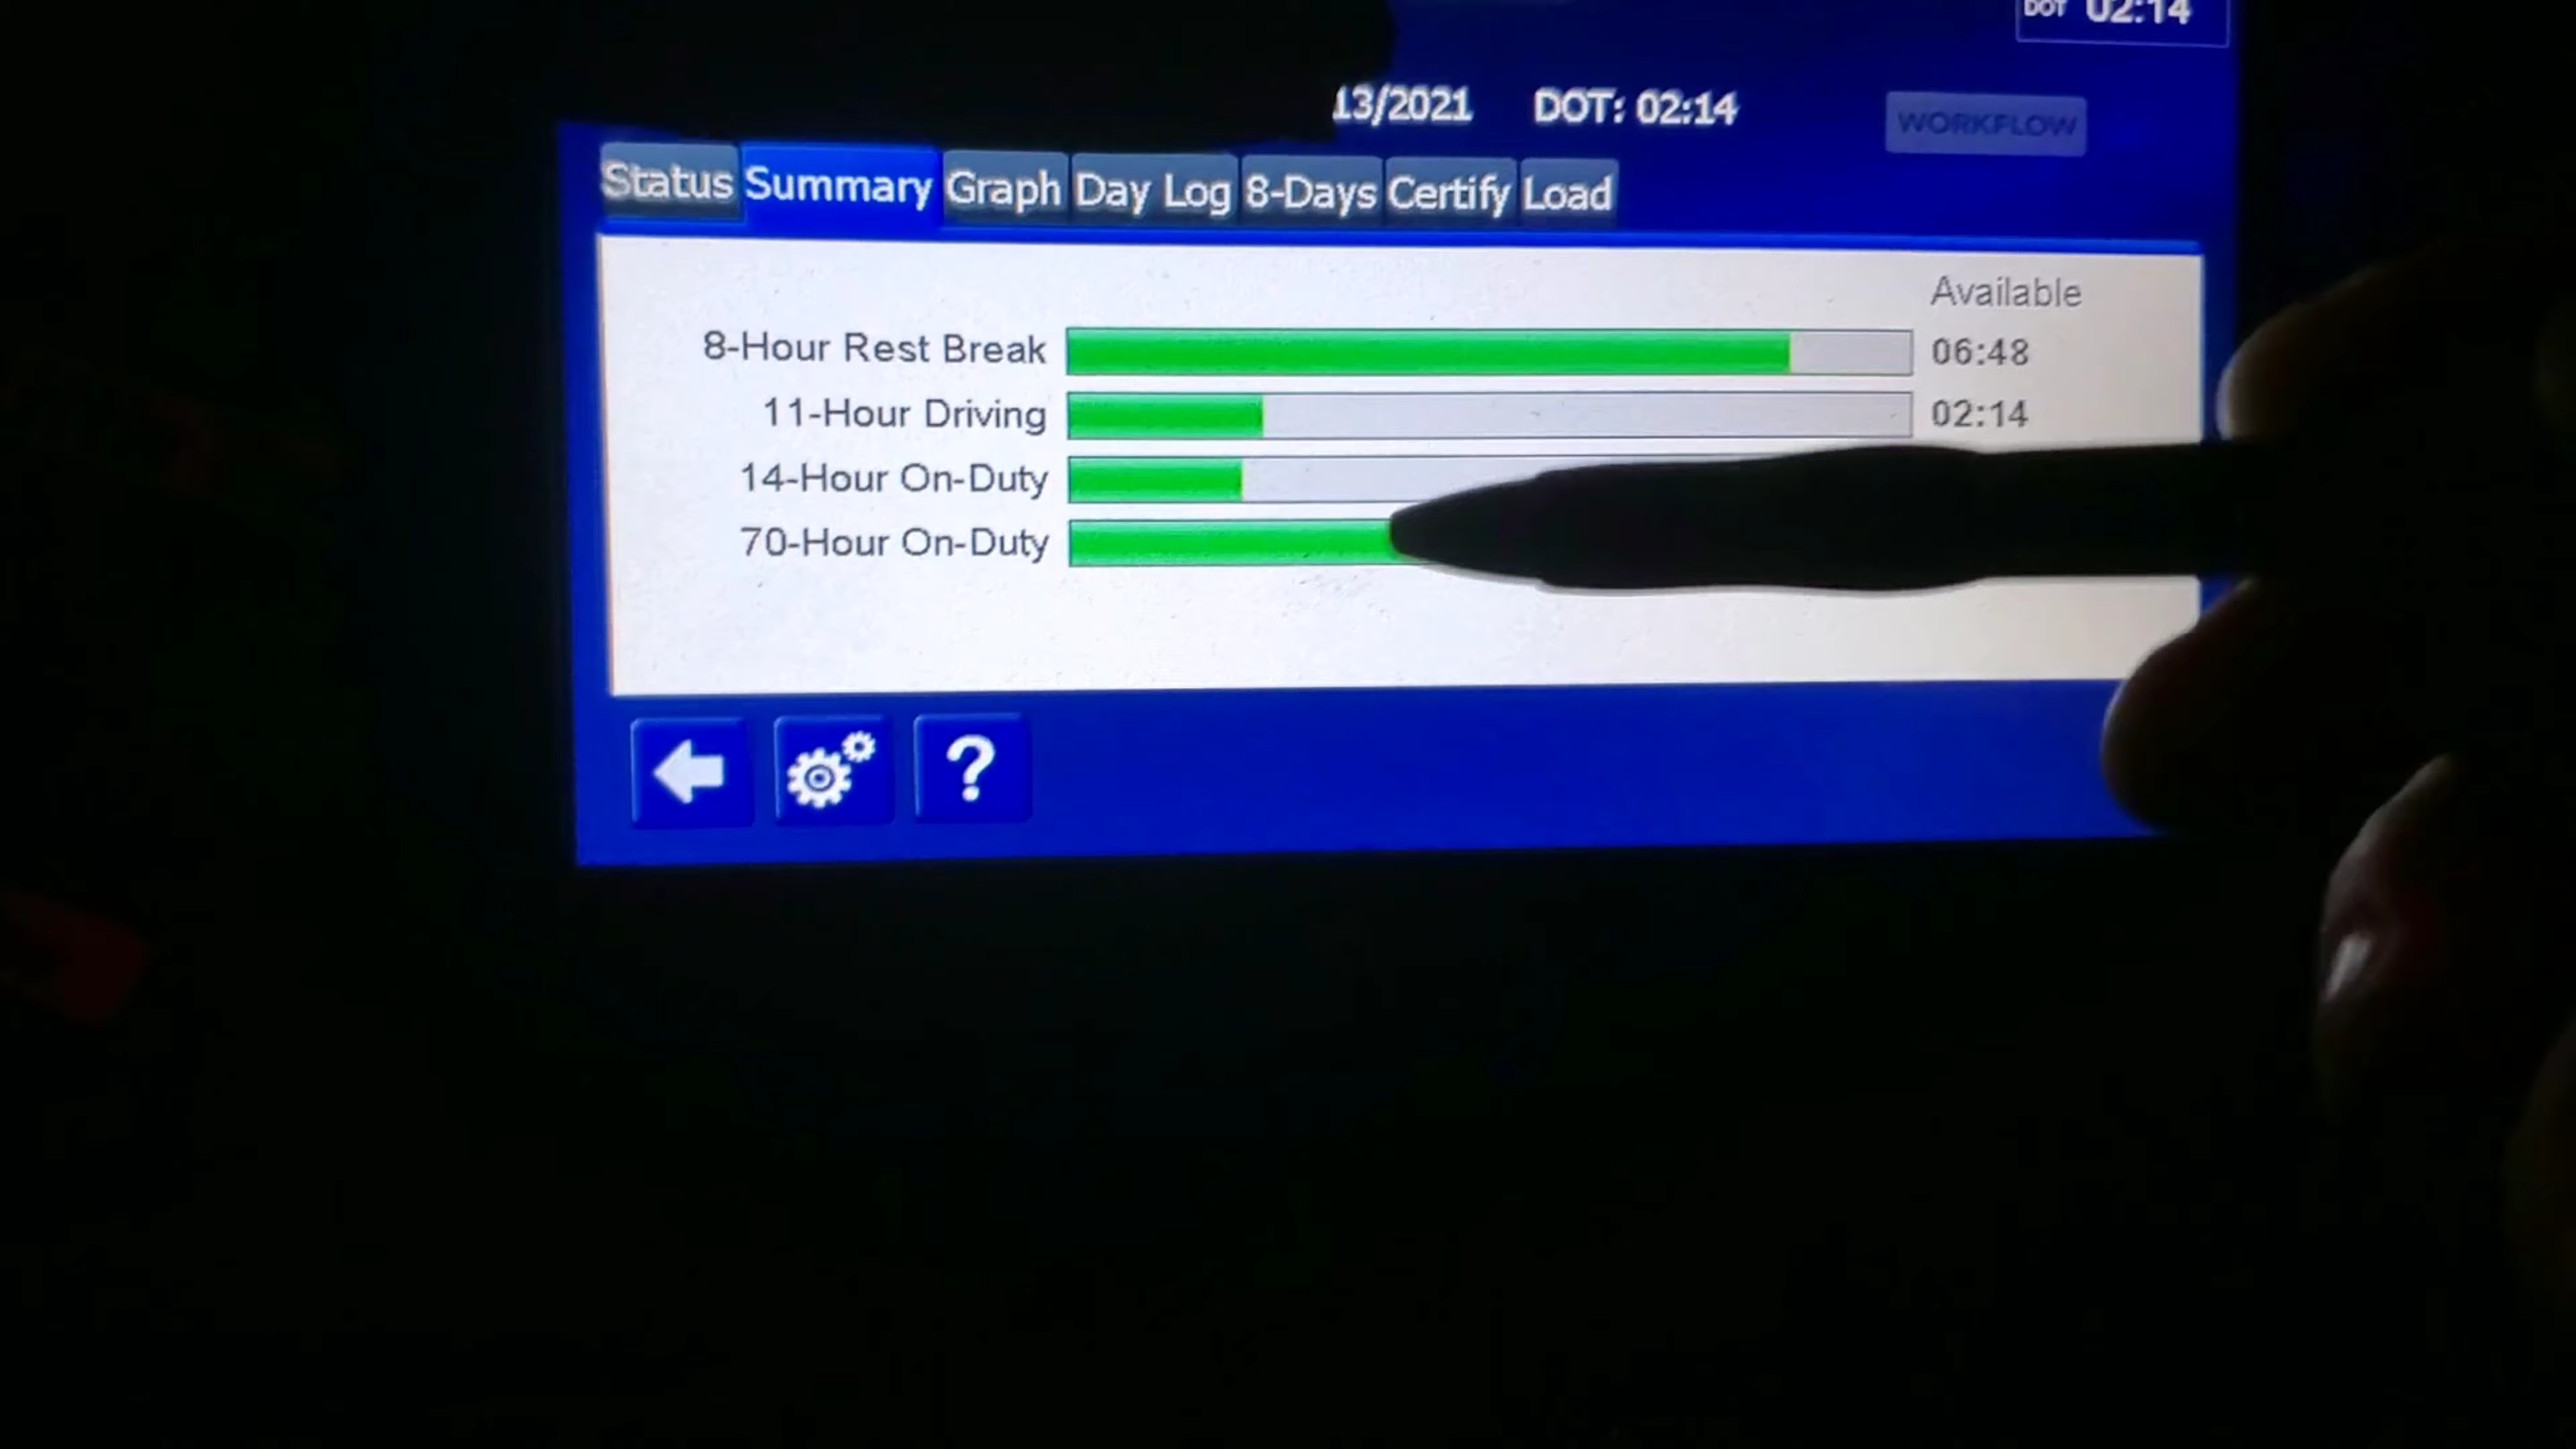 DOT 02:14
13/2021 DOT: 02:14
WORKFLOW
Status Summary Graph Day Log 8-Days Certify Load
Available
8-Hour Rest Break 06:48
11-Hour Driving 02:14
14-Hour On-Duty
70-Hour On-Duty
?